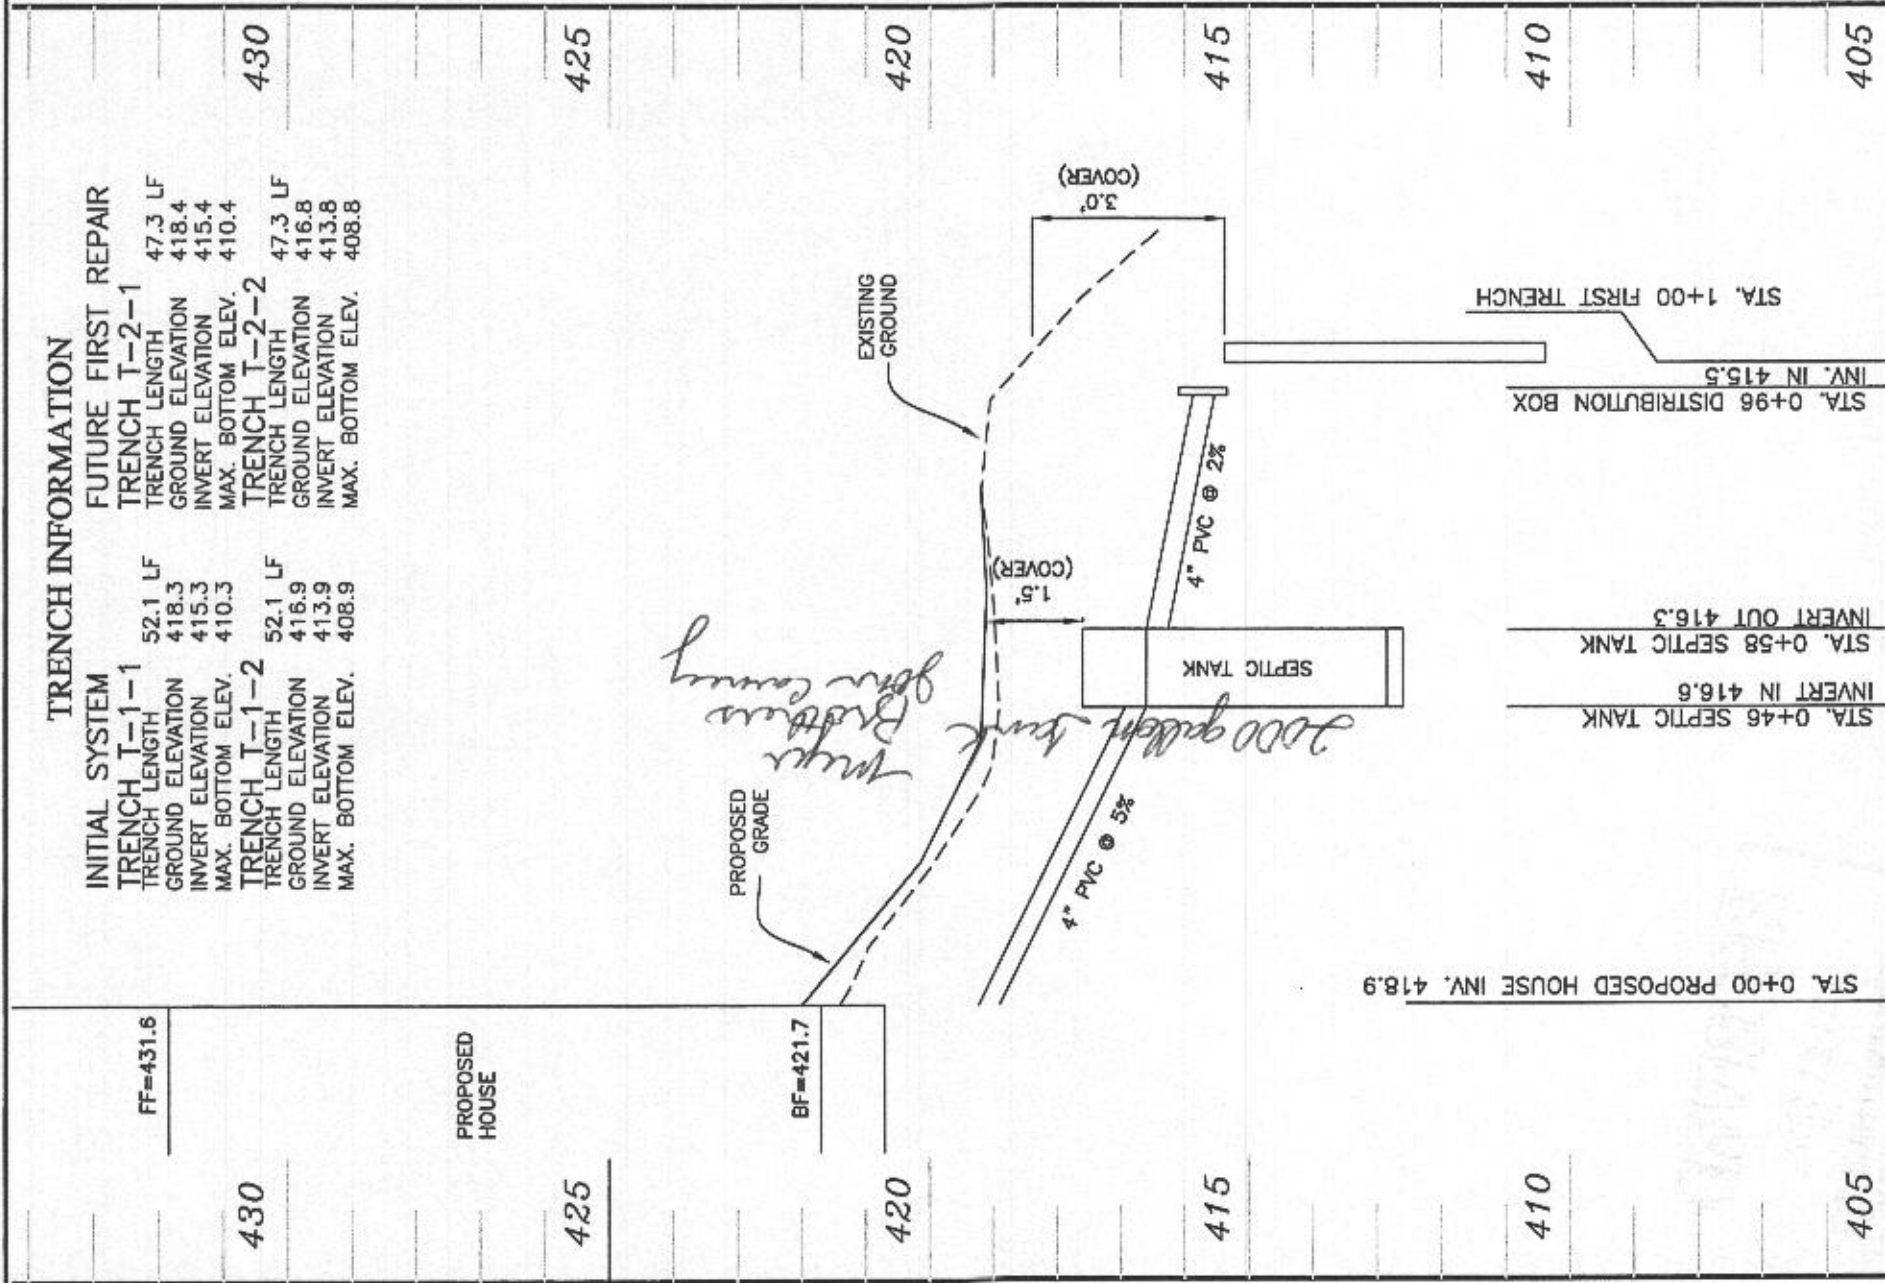 TRENCH INFORMATION
INITIAL SYSTEM
TRENCH T-1-1
TRENCH LENGTH 52.1 LF
GROUND ELEVATION 418.3
INVERT ELEVATION 415.3
MAX. BOTTOM ELEV. 410.3
TRENCH T-1-2
TRENCH LENGTH 52.1 LF
GROUND ELEVATION 416.9
INVERT ELEVATION 413.9
MAX. BOTTOM ELEV. 408.9
FUTURE FIRST REPAIR
TRENCH T-2-1
TRENCH LENGTH 47.3 LF
GROUND ELEVATION 418.4
INVERT ELEVATION 415.4
MAX. BOTTOM ELEV. 410.4
TRENCH T-2-2
TRENCH LENGTH 47.3 LF
GROUND ELEVATION 416.8
INVERT ELEVATION 413.8
MAX. BOTTOM ELEV. 408.8
430
430
FF=431.6
425
425
PROPOSED
HOUSE
420
420
BF=421.7
PROPOSED
GRADE
EXISTING
GROUND
Brothers
2000 gallon tank
1.5'
(COVER)
3.0'
(COVER)
4" PVC @ 5%
SEPTIC TANK
4" PVC @ 2%
415
415
410
410
405
405
STA. 0+00 PROPOSED HOUSE INV. 418.9
STA. 0+46 SEPTIC TANK
INVERT IN 416.6
STA. 0+58 SEPTIC TANK
INVERT OUT 416.3
STA. 0+96 DISTRIBUTION BOX
INV. IN 415.5
STA. 1+00 FIRST TRENCH